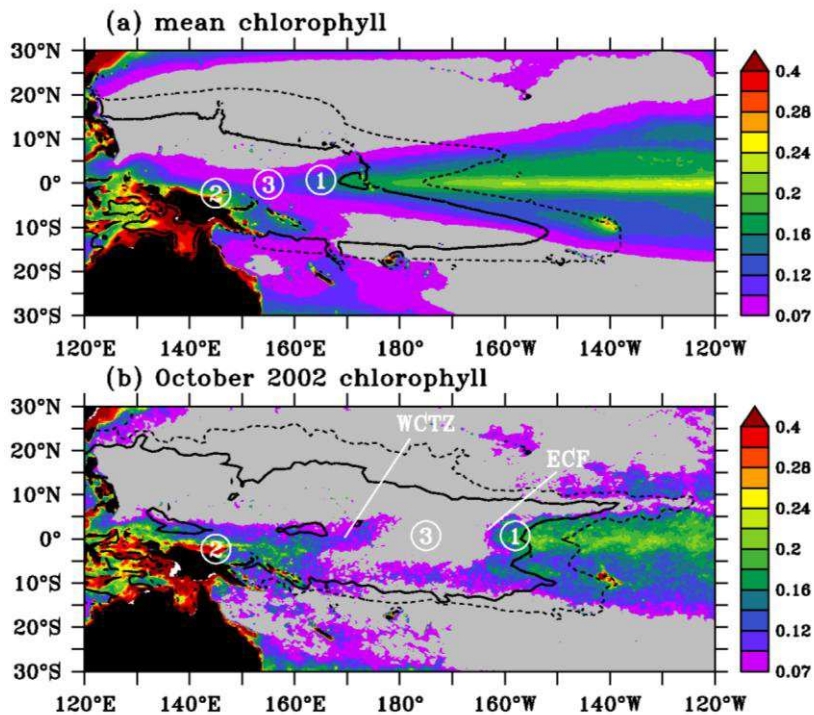 (a) mean chlorophyll
30°N
20°N
10°N
0°
10°S
20°S
30°S
① ② ③
120°E 140°E 160°E 180° 160°W 140°W 120°W
0.4
0.28
0.24
0.2
0.16
0.12
0.07
(b) October 2002 chlorophyll
30°N
20°N
10°N
0°
10°S
20°S
30°S
WCTZ
ECF
② ③ ①
120°E 140°E 160°E 180° 160°W 140°W 120°W
0.4
0.28
0.24
0.2
0.16
0.12
0.07